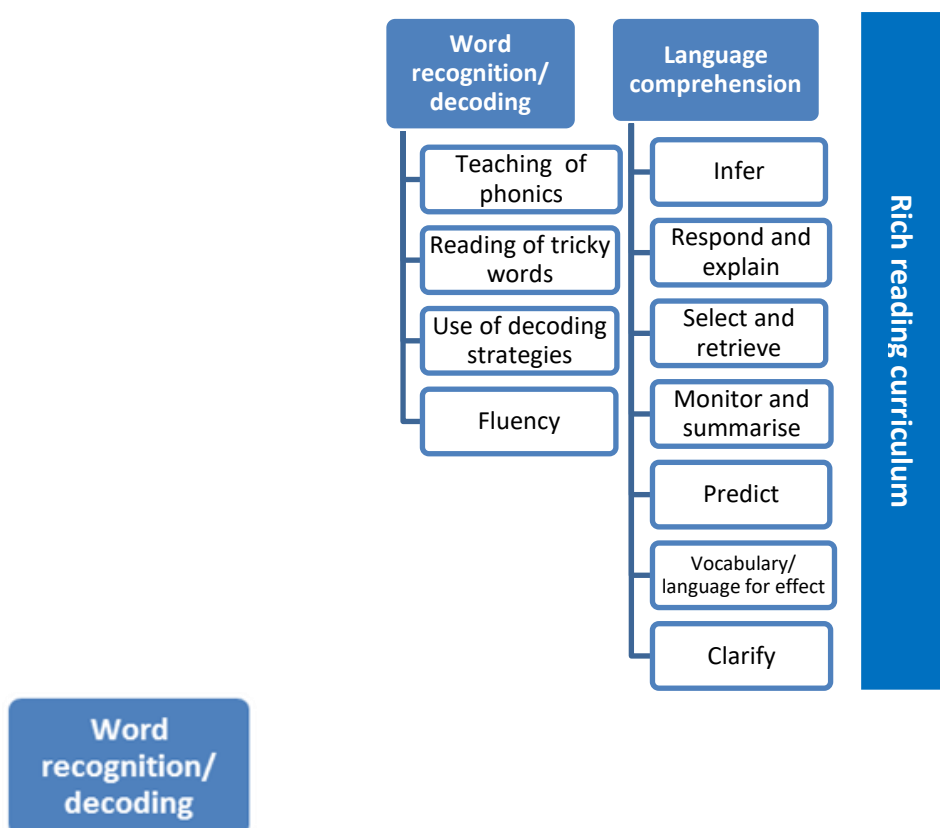 Word
recognition/
decoding
Teaching of
phonics
Reading of tricky
words
Use of decoding
strategies
Fluency
Language
comprehension
Infer
Respond and
explain
Select and
retrieve
Monitor and
summarise
Predict
Vocabulary/
language for effect
Clarify
Rich reading curriculum
Word
recognition/
decoding